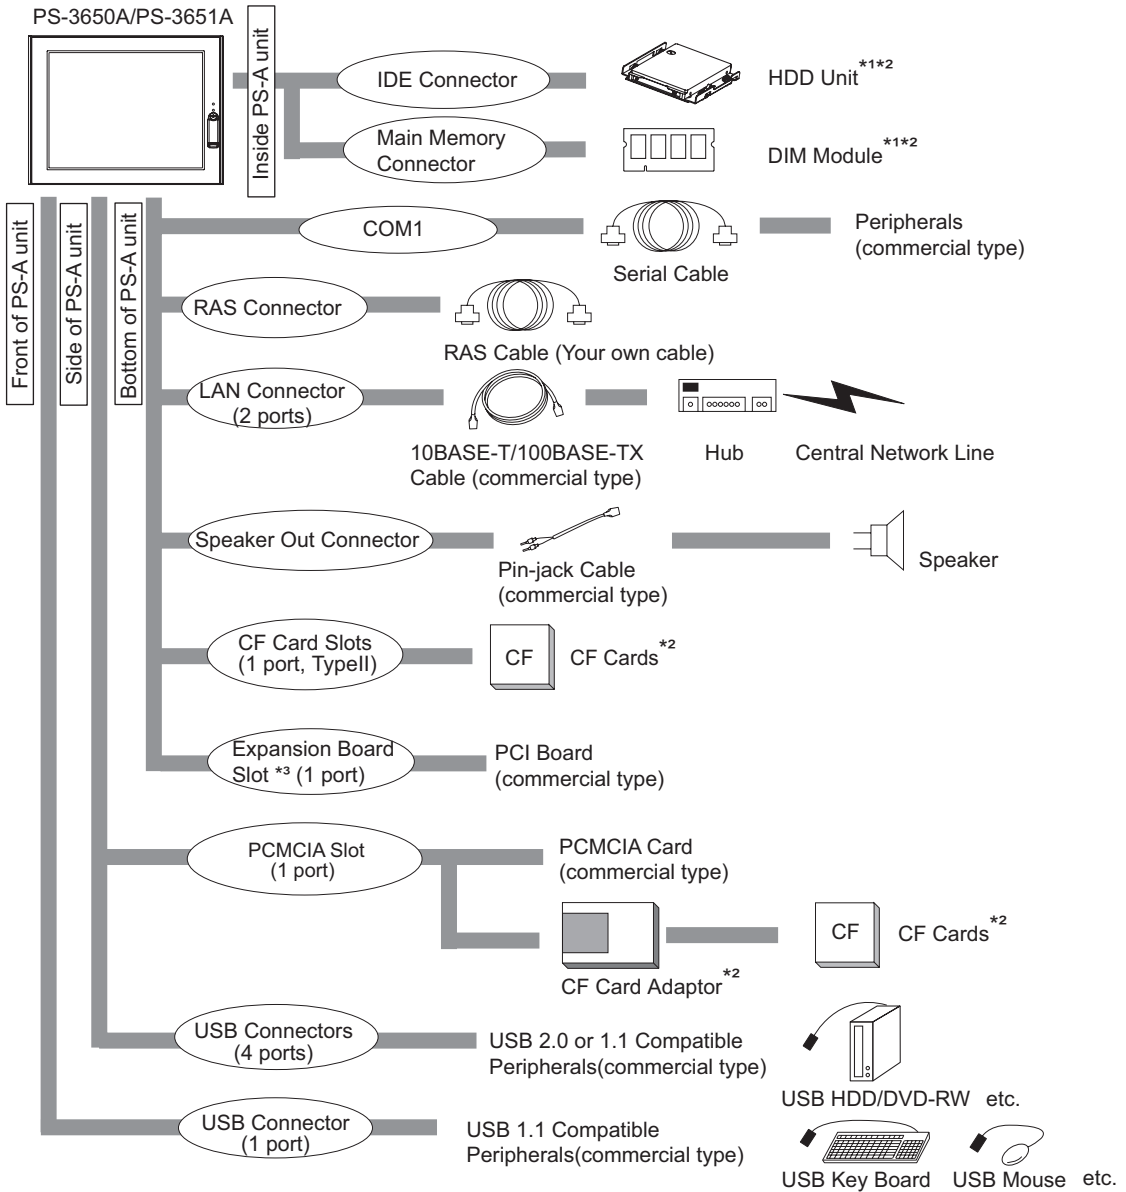 PS-3650A/PS-3651A
Inside PS-A unit
IDE Connector
HDD Unit*1*2
Main Memory
Connector
DIM Module*1*2
Front of PS-A unit
Side of PS-A unit
Bottom of PS-A unit
COM1
Serial Cable
Peripherals
(commercial type)
RAS Connector
RAS Cable (Your own cable)
LAN Connector
(2 ports)
10BASE-T/100BASE-TX
Cable (commercial type)
Hub
Central Network Line
Speaker Out Connector
Pin-jack Cable
(commercial type)
Speaker
CF Card Slots
(1 port, TypeII)
CF
CF Cards*2
Expansion Board
Slot *3 (1 port)
PCI Board
(commercial type)
PCMCIA Slot
(1 port)
PCMCIA Card
(commercial type)
CF Card Adaptor*2
CF
CF Cards*2
USB Connectors
(4 ports)
USB 2.0 or 1.1 Compatible
Peripherals(commercial type)
USB HDD/DVD-RW etc.
USB Connector
(1 port)
USB 1.1 Compatible
Peripherals(commercial type)
USB Key Board
USB Mouse
etc.